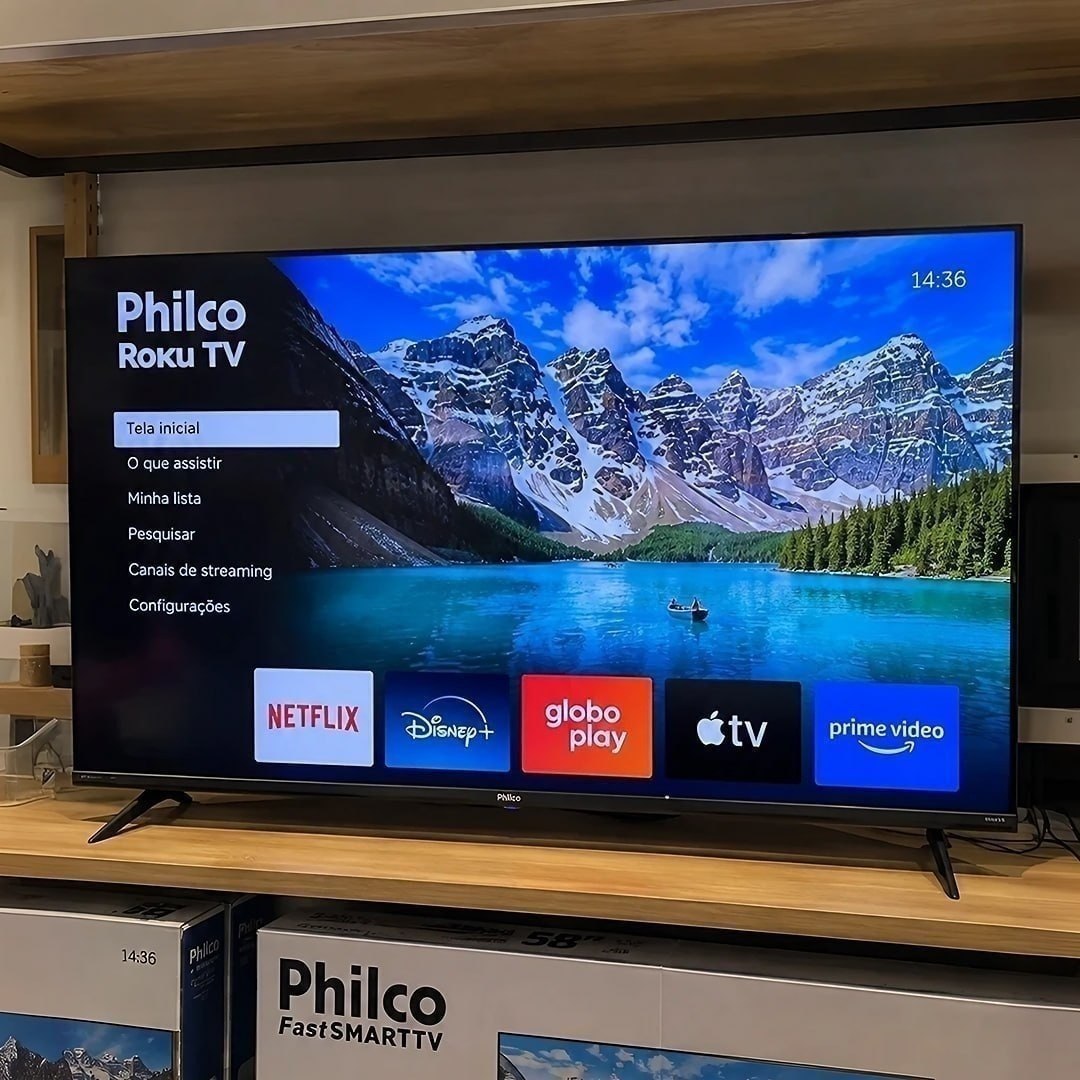 14:36
Philco
Roku TV
Tela inicial
O que assistir
Minha lista
Pesquisar
Canais de streaming
Configurações
NETFLIX
Disney+
globo
play
tv
prime video
Philco
58"
Philco
14:36
Philco
FastSMARTTV